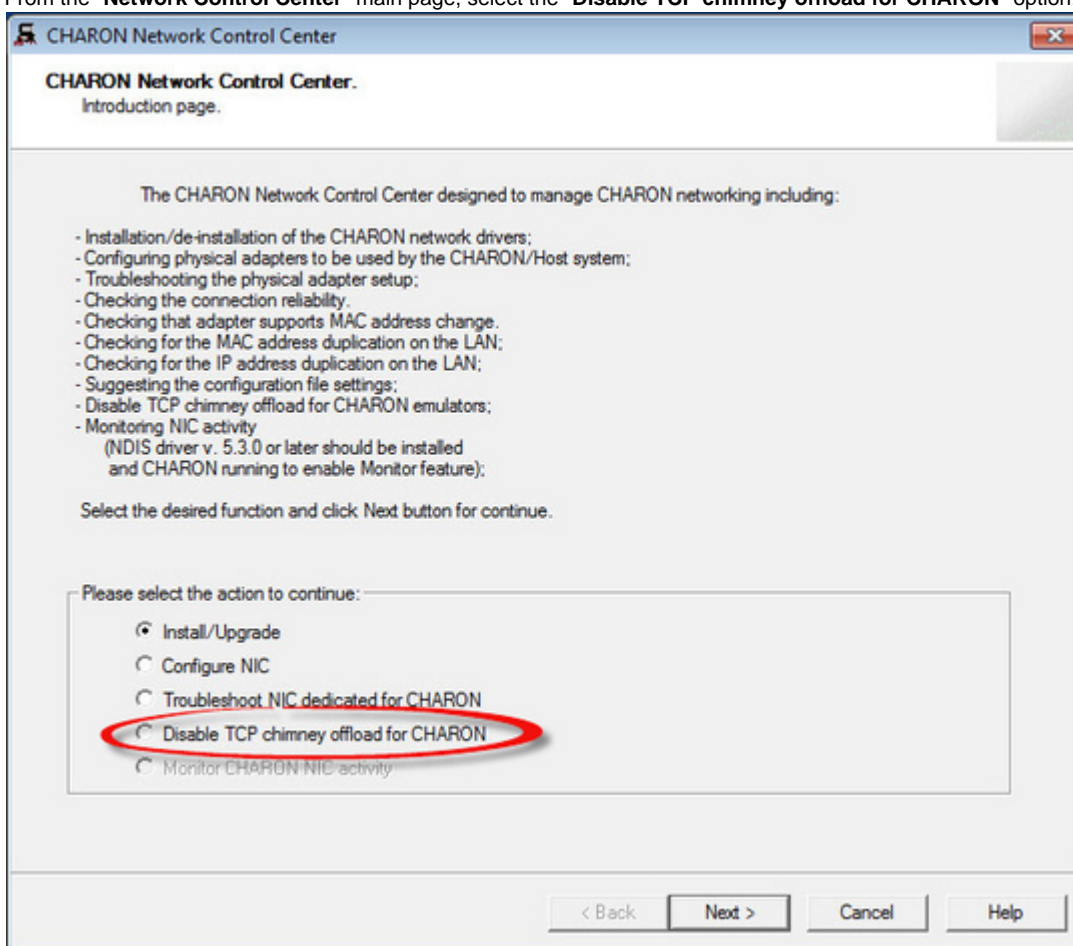 From the "Network Control Center" main page, select the "Disable TCP chimney offload for CHARON" option
CHARON Network Control Center
CHARON Network Control Center.
Introduction page.
The CHARON Network Control Center designed to manage CHARON networking including:
- Installation/de-installation of the CHARON network drivers;
- Configuring physical adapters to be used by the CHARON/Host system;
- Troubleshooting the physical adapter setup;
- Checking the connection reliability.
- Checking that adapter supports MAC address change.
- Checking for the MAC address duplication on the LAN;
- Checking for the IP address duplication on the LAN;
- Suggesting the configuration file settings;
- Disable TCP chimney offload for CHARON emulators;
- Monitoring NIC activity
(NDIS driver v. 5.3.0 or later should be installed
and CHARON running to enable Monitor feature);
Select the desired function and click Next button for continue.
Please select the action to continue:
Install/Upgrade
Configure NIC
Troubleshoot NIC dedicated for CHARON
Disable TCP chimney offload for CHARON
Monitor CHARON NIC activity
< Back Next > Cancel Help